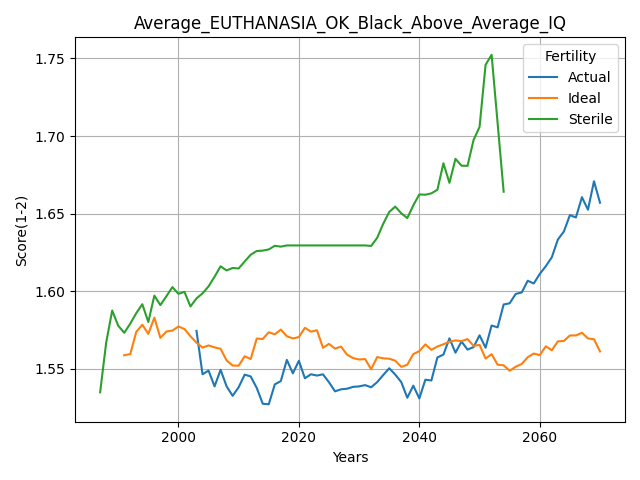 Average_EUTHANASIA_OK_Black_Above_Average_IQ
Score(1-2)
1.75
1.70
1.65
1.60
1.55
Fertility
Actual
Ideal
Sterile
2000
2020
2040
2060
Years